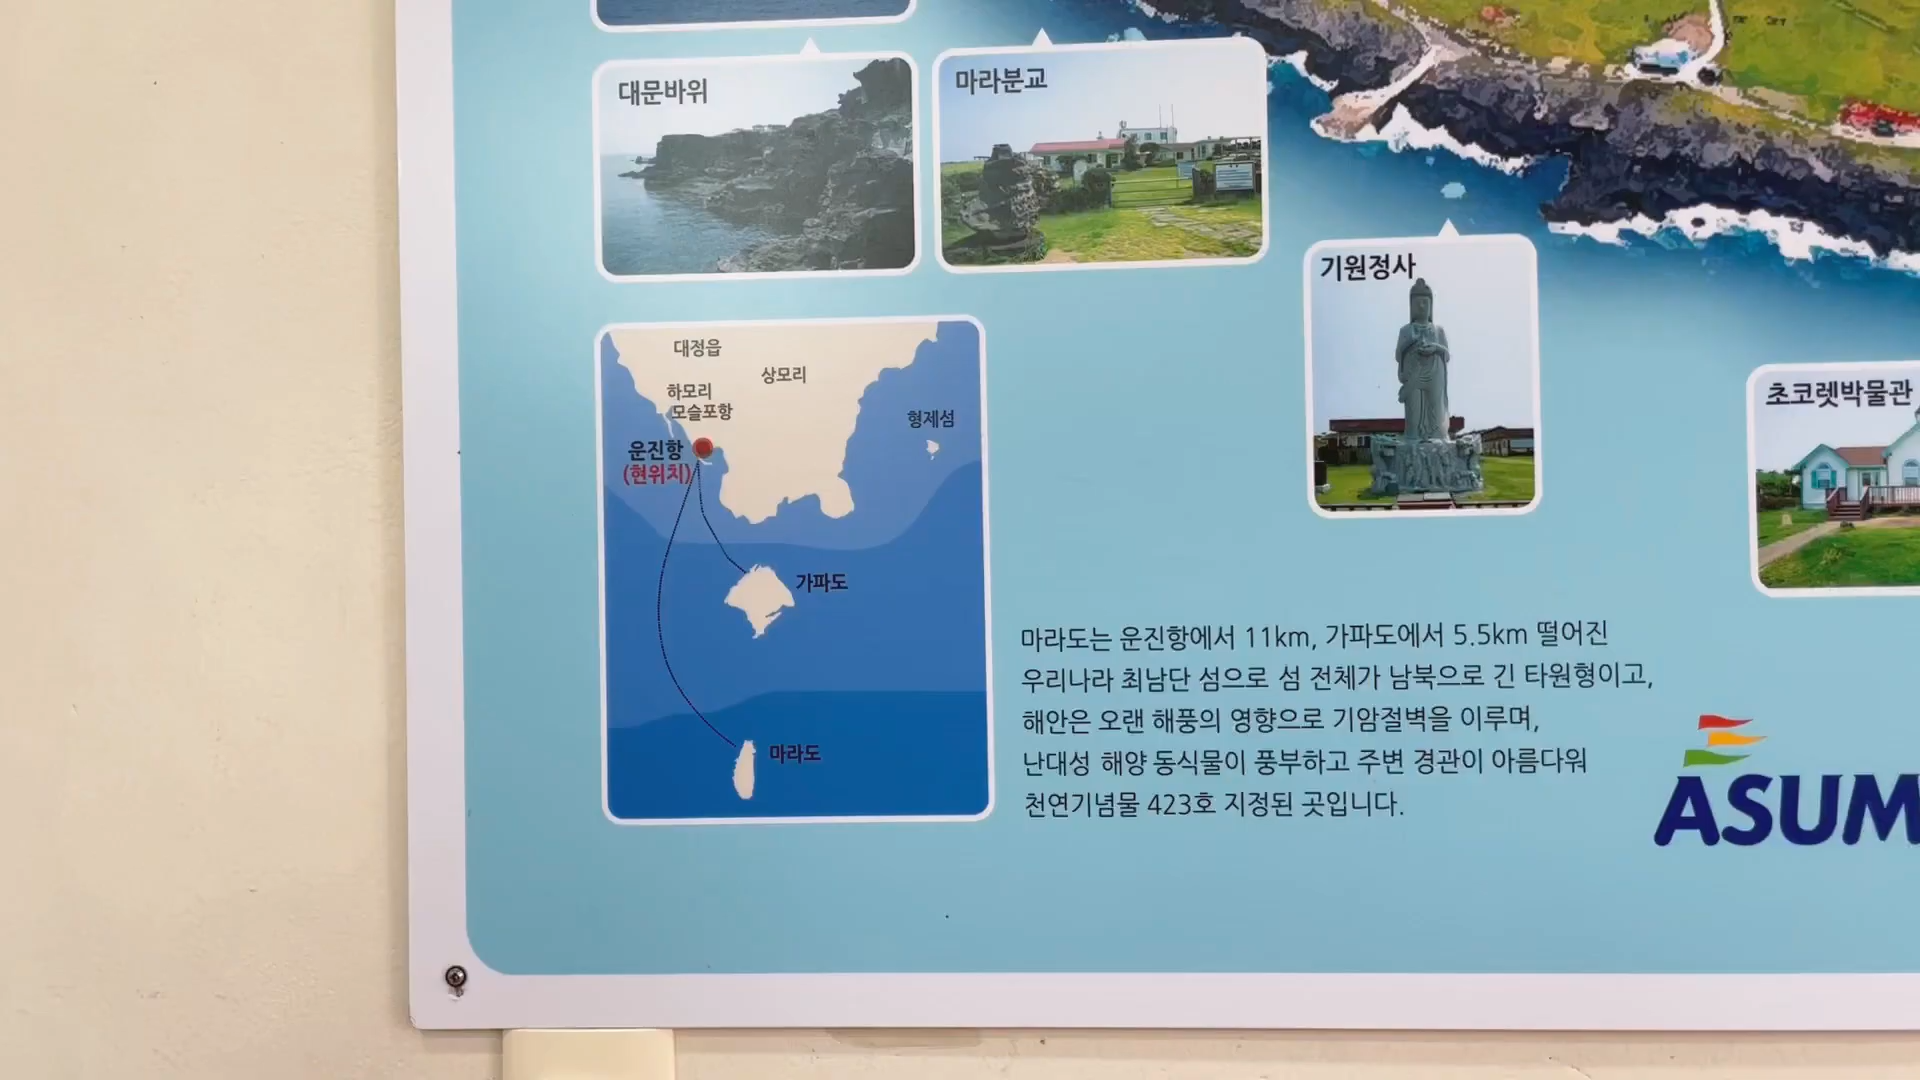 대문바위
마라분교
기원정사
초코렛박물관
대정읍
상모리
하모리
모슬포항
형제섬
운진항
(현위치)
가파도
마라도
마라도는 운진항에서 11km, 가파도에서 5.5km 떨어진
우리나라 최남단 섬으로 섬 전체가 남북으로 긴 타원형이고,
해안은 오랜 해풍의 영향으로 기암절벽을 이루며,
난대성 해양 동식물이 풍부하고 주변 경관이 아름다워
천연기념물 423호 지정된 곳입니다.
ASUM